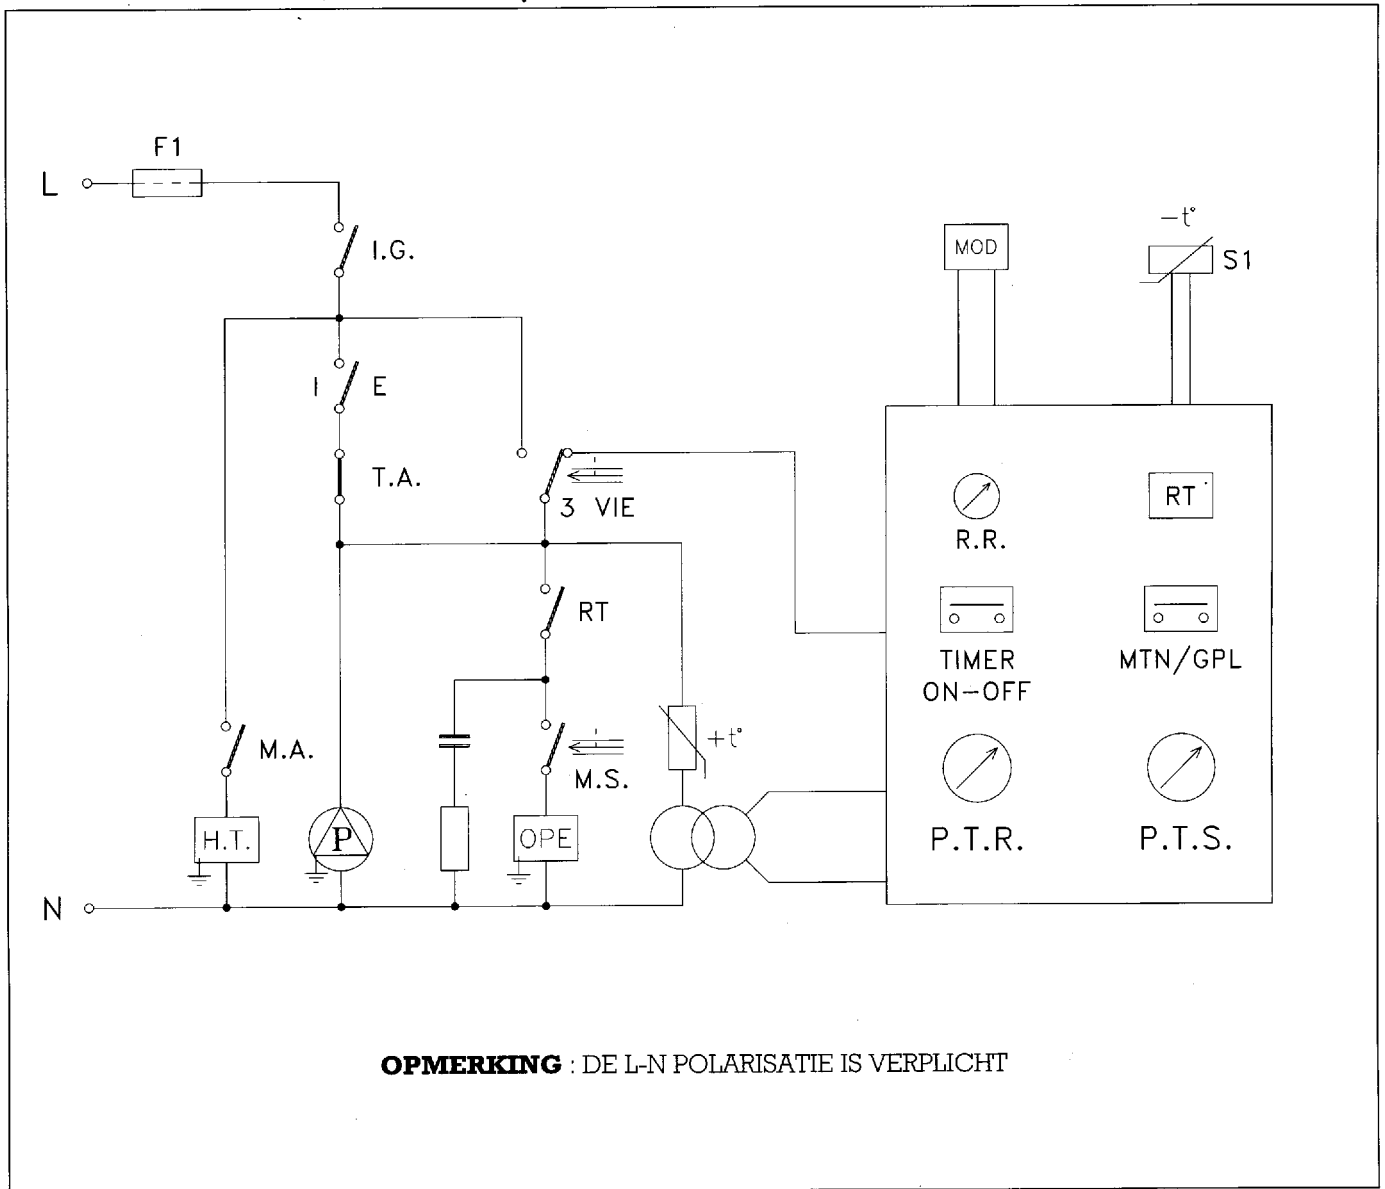 F1
L
I.G.
MOD
−t°
S1
I
E
T.A.
3 VIE
R.R.
RT
RT
TIMER
ON−OFF
MTN/GPL
M.A.
M.S.
+t°
H.T.
P
OPE
P.T.R.
P.T.S.
N
OPMERKING : DE L-N POLARISATIE IS VERPLICHT